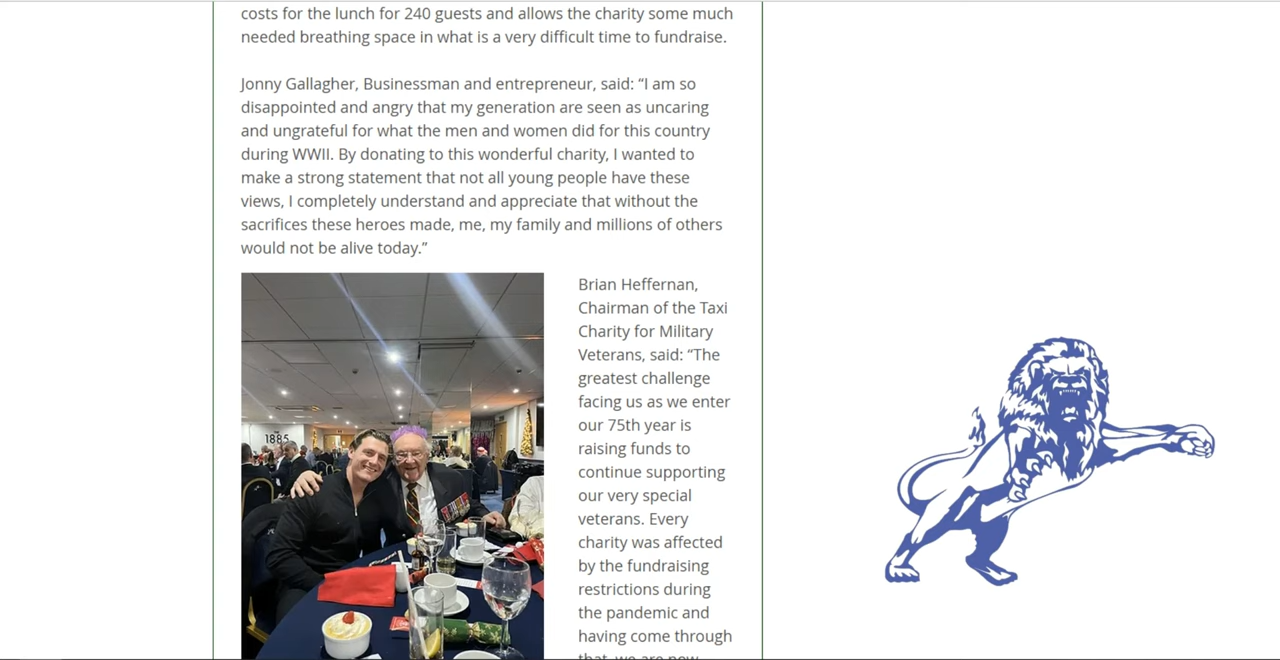 costs for the lunch for 240 guests and allows the charity some much
needed breathing space in what is a very difficult time to fundraise.
Jonny Gallagher, Businessman and entrepreneur, said: “I am so
disappointed and angry that my generation are seen as uncaring
and ungrateful for what the men and women did for this country
during WWII. By donating to this wonderful charity, I wanted to
make a strong statement that not all young people have these
views, I completely understand and appreciate that without the
sacrifices these heroes made, me, my family and millions of others
would not be alive today.”
Brian Heffernan,
Chairman of the Taxi
Charity for Military
Veterans, said: “The
greatest challenge
facing us as we enter
our 75th year is
raising funds to
continue supporting
our very special
veterans. Every
charity was affected
by the fundraising
restrictions during
the pandemic and
having come through
that, we are now
1885